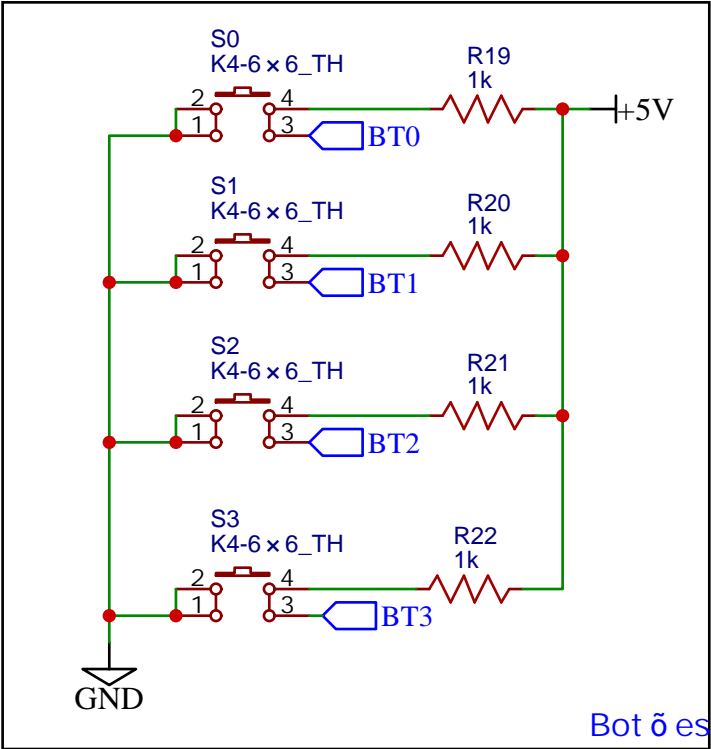 S0
K4-6×6_TH
R19
1k
2 4
1 3
BT0
+5V
S1
K4-6×6_TH
R20
1k
2 4
1 3
BT1
S2
K4-6×6_TH
R21
1k
2 4
1 3
BT2
S3
K4-6×6_TH
R22
1k
2 4
1 3
BT3
GND
Botões